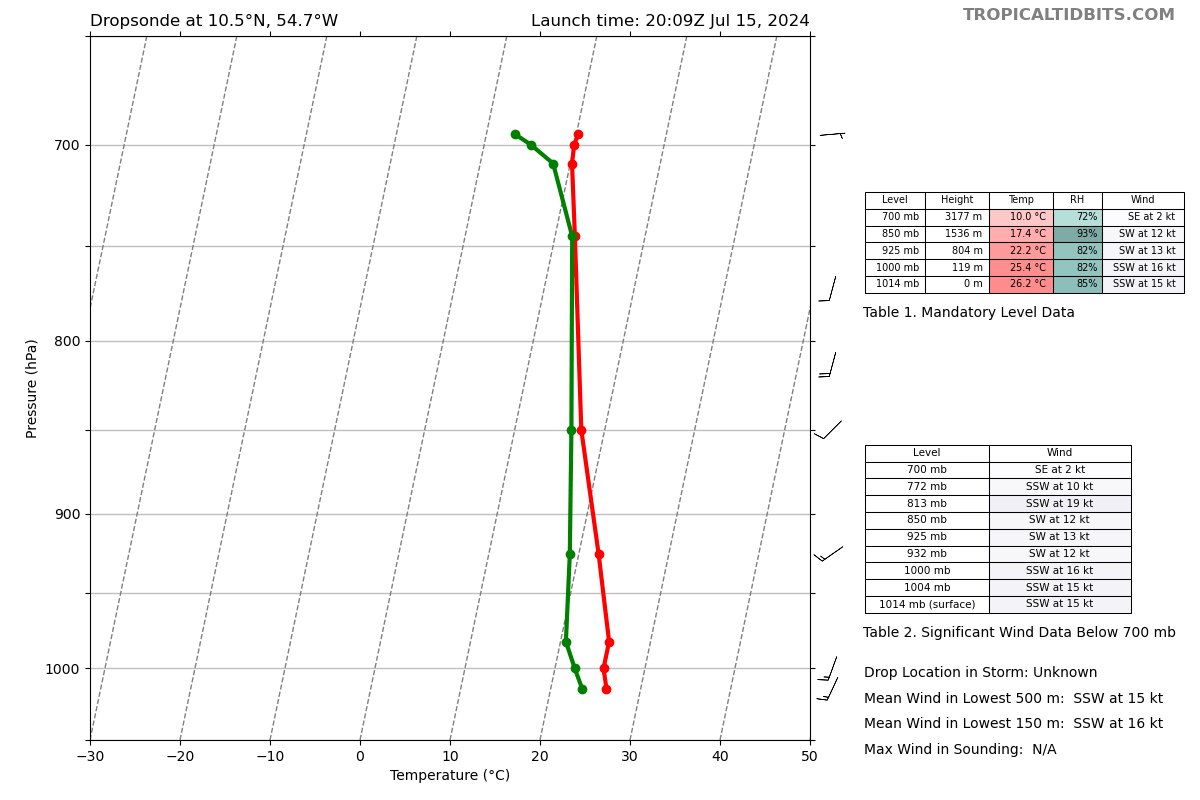 Dropsonde at 10.5°N, 54.7°W
Launch time: 20:09Z Jul 15, 2024
TROPICALTIDBITS.COM
700
800
900
1000
Pressure (hPa)
−30 −20 −10 0 10 20 30 40 50
Temperature (°C)
Level Height Temp RH Wind
700 mb 3177 m 10.0 °C 72% SE at 2 kt
850 mb 1536 m 17.4 °C 93% SW at 12 kt
925 mb 804 m 22.2 °C 82% SW at 13 kt
1000 mb 119 m 25.4 °C 82% SSW at 16 kt
1014 mb 0 m 26.2 °C 85% SSW at 15 kt
Table 1. Mandatory Level Data
Level Wind
700 mb SE at 2 kt
772 mb SSW at 10 kt
813 mb SSW at 19 kt
850 mb SW at 12 kt
925 mb SW at 13 kt
932 mb SW at 12 kt
1000 mb SSW at 16 kt
1004 mb SSW at 15 kt
1014 mb (surface) SSW at 15 kt
Table 2. Significant Wind Data Below 700 mb
Drop Location in Storm: Unknown
Mean Wind in Lowest 500 m: SSW at 15 kt
Mean Wind in Lowest 150 m: SSW at 16 kt
Max Wind in Sounding: N/A